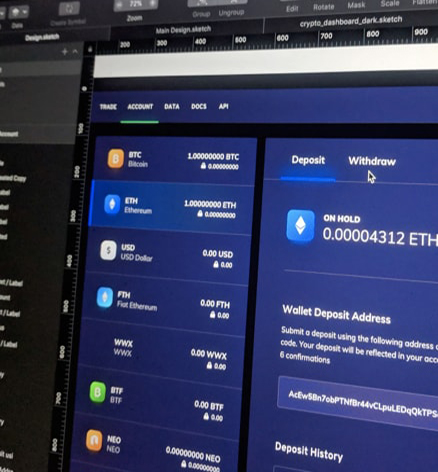 72%
Data
Create Symbol
Zoom
Group
Ungroup
Edit
Rotate
Mask
Scale
Flatten
Design.sketch
Main Design.sketch
crypto_dashboard_dark.sketch
200
300
400
500
600
700
800
900
TRADE
ACCOUNT
DATA
DOCS
API
BTC
Bitcoin
1.00000000 BTC
0.00000000
ETH
Ethereum
1.00000000 ETH
0.00000000
USD
USD Dollar
0.00 USD
0.00
FTH
Fiat Ethereum
0.00 FTH
0.00
WWX
WWX
0.00 WWX
0.00
BTF
BTF
0.00 BTF
0.00
NEO
NEO
0.00000000 NEO
0.00000000
Deposit
Withdraw
ON HOLD
0.00004312 ETH
Wallet Deposit Address
Submit a deposit using the following address
code. Your deposit will be reflected in your
6 confirmations
Deposit History